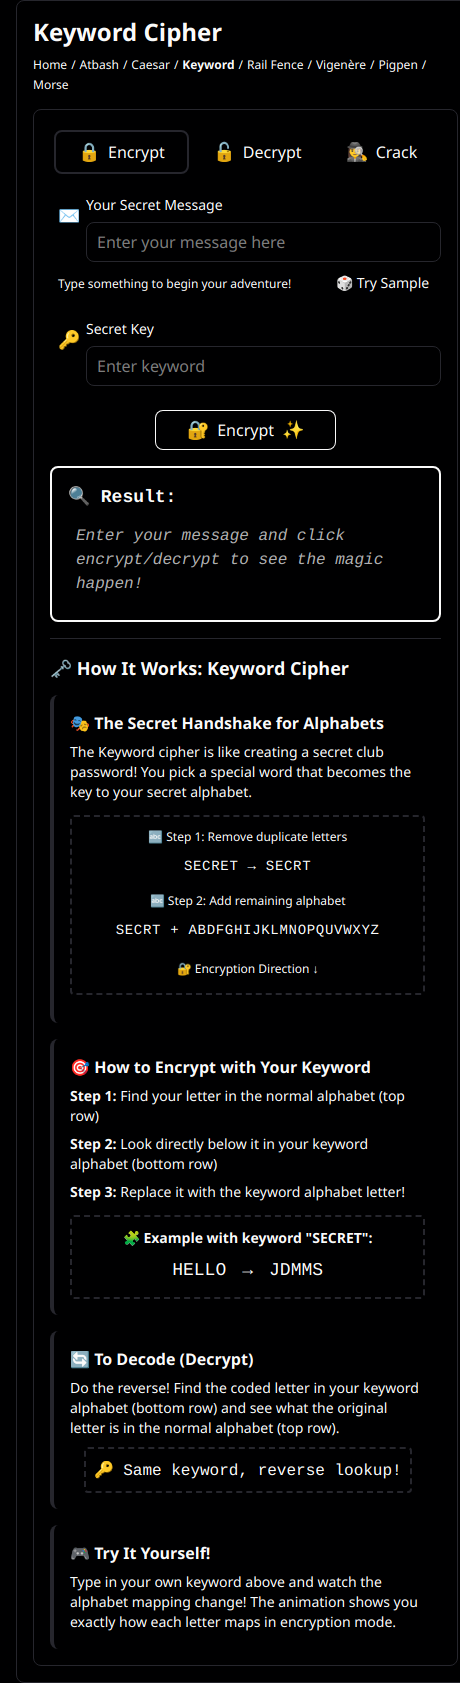 Keyword Cipher
Home / Atbash / Caesar / Keyword / Rail Fence / Vigenère / Pigpen /
Morse
🔒 Encrypt 🔓 Decrypt 🕵️ Crack
✉️ Your Secret Message
Enter your message here
Type something to begin your adventure! 🎲 Try Sample
🔑 Secret Key
Enter keyword
🔐 Encrypt ✨
🔍 Result:
Enter your message and click
encrypt/decrypt to see the magic
happen!
🗝️ How It Works: Keyword Cipher
🎭 The Secret Handshake for Alphabets
The Keyword cipher is like creating a secret club
password! You pick a special word that becomes the
key to your secret alphabet.
🔤 Step 1: Remove duplicate letters
SECRET → SECRT
🔤 Step 2: Add remaining alphabet
SECRT + ABDFGHIJKLMNOPQUVWXYZ
🔐 Encryption Direction ↓
🎯 How to Encrypt with Your Keyword
Step 1: Find your letter in the normal alphabet (top
row)
Step 2: Look directly below it in your keyword
alphabet (bottom row)
Step 3: Replace it with the keyword alphabet letter!
🧩 Example with keyword "SECRET":
HELLO → JDMMS
🔄 To Decode (Decrypt)
Do the reverse! Find the coded letter in your keyword
alphabet (bottom row) and see what the original
letter is in the normal alphabet (top row).
🔑 Same keyword, reverse lookup!
🎮 Try It Yourself!
Type in your own keyword above and watch the
alphabet mapping change! The animation shows you
exactly how each letter maps in encryption mode.